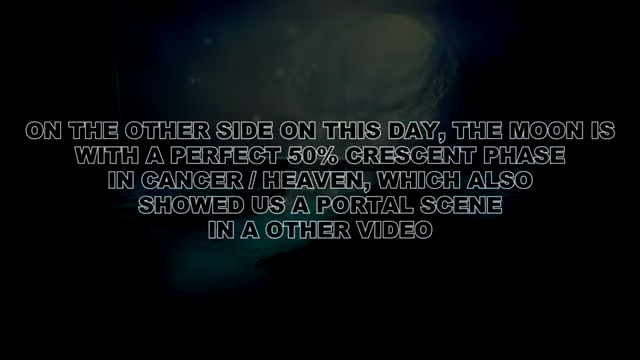 ON THE OTHER SIDE ON THIS DAY, THE MOON IS
WITH A PERFECT 50% CRESCENT PHASE
IN CANCER / HEAVEN, WHICH ALSO
SHOWED US A PORTAL SCENE
IN A OTHER VIDEO